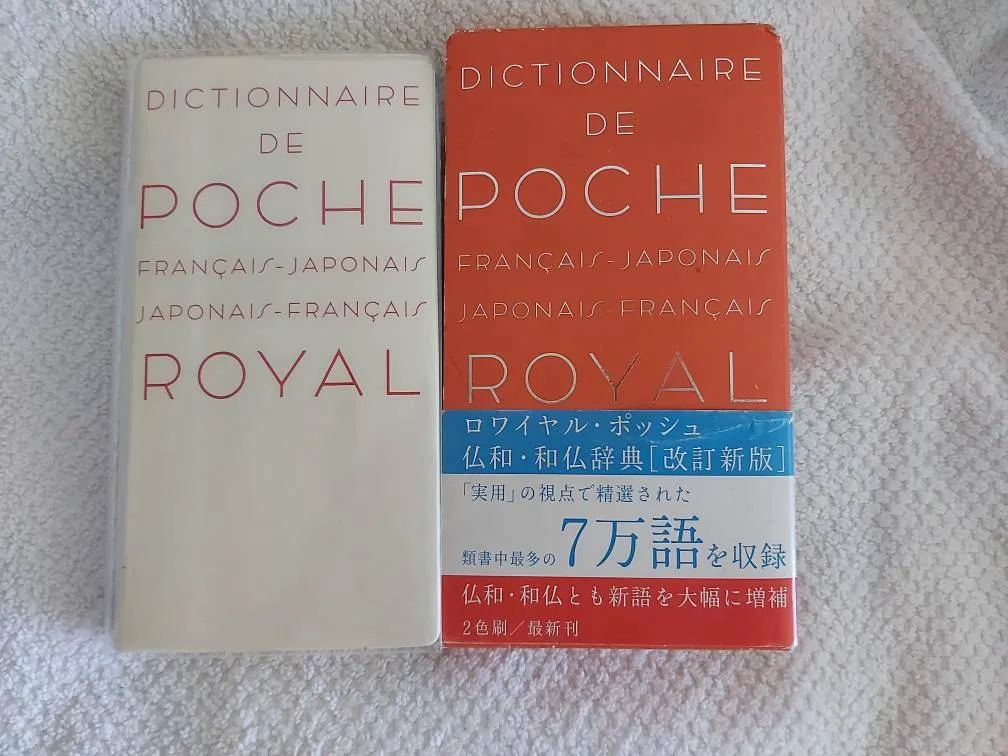 DICTIONNAIRE
DE
POCHE
FRANÇAIS-JAPONAIS
JAPONAIS-FRANÇAIS
ROYAL
DICTIONNAIRE
DE
POCHE
FRANÇAIS-JAPONAIS
JAPONAIS-FRANÇAIS
ROYAL
ロワイヤル・ポッシュ
仏和・和仏辞典[改訂新版]
「実用」の視点で精選された
類書中最多の7万語を収録
仏和・和仏とも新語を大幅に増補
2色刷／最新刊